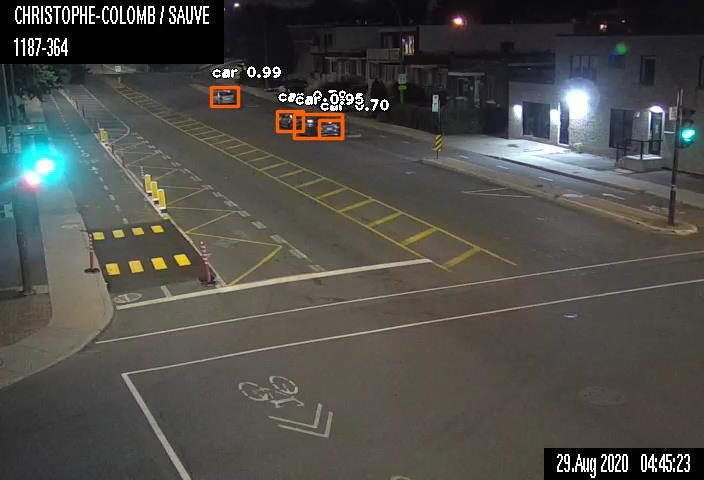 CHRISTOPHE-COLOMB / SAUVE
1187-364
car 0.99
car 0.95
0.70
29.Aug 2020 04:45:23